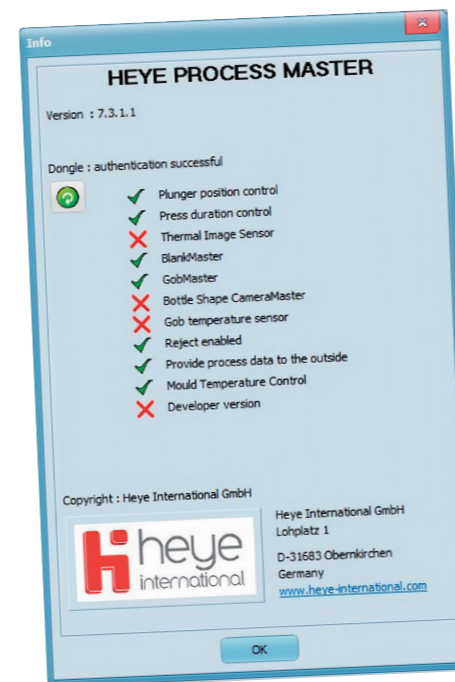 Info
HEYE PROCESS MASTER
Version : 7.3.1.1
Dongle : authentication successful
Plunger position control
Press duration control
Thermal Image Sensor
BlankMaster
GobMaster
Bottle Shape CameraMaster
Gob temperature sensor
Reject enabled
Provide process data to the outside
Mould Temperature Control
Developer version
Copyright : Heye International GmbH
heye
international
Heye International GmbH
Lohplatz 1
D-31683 Obernkirchen
Germany
www.heye-international.com
OK